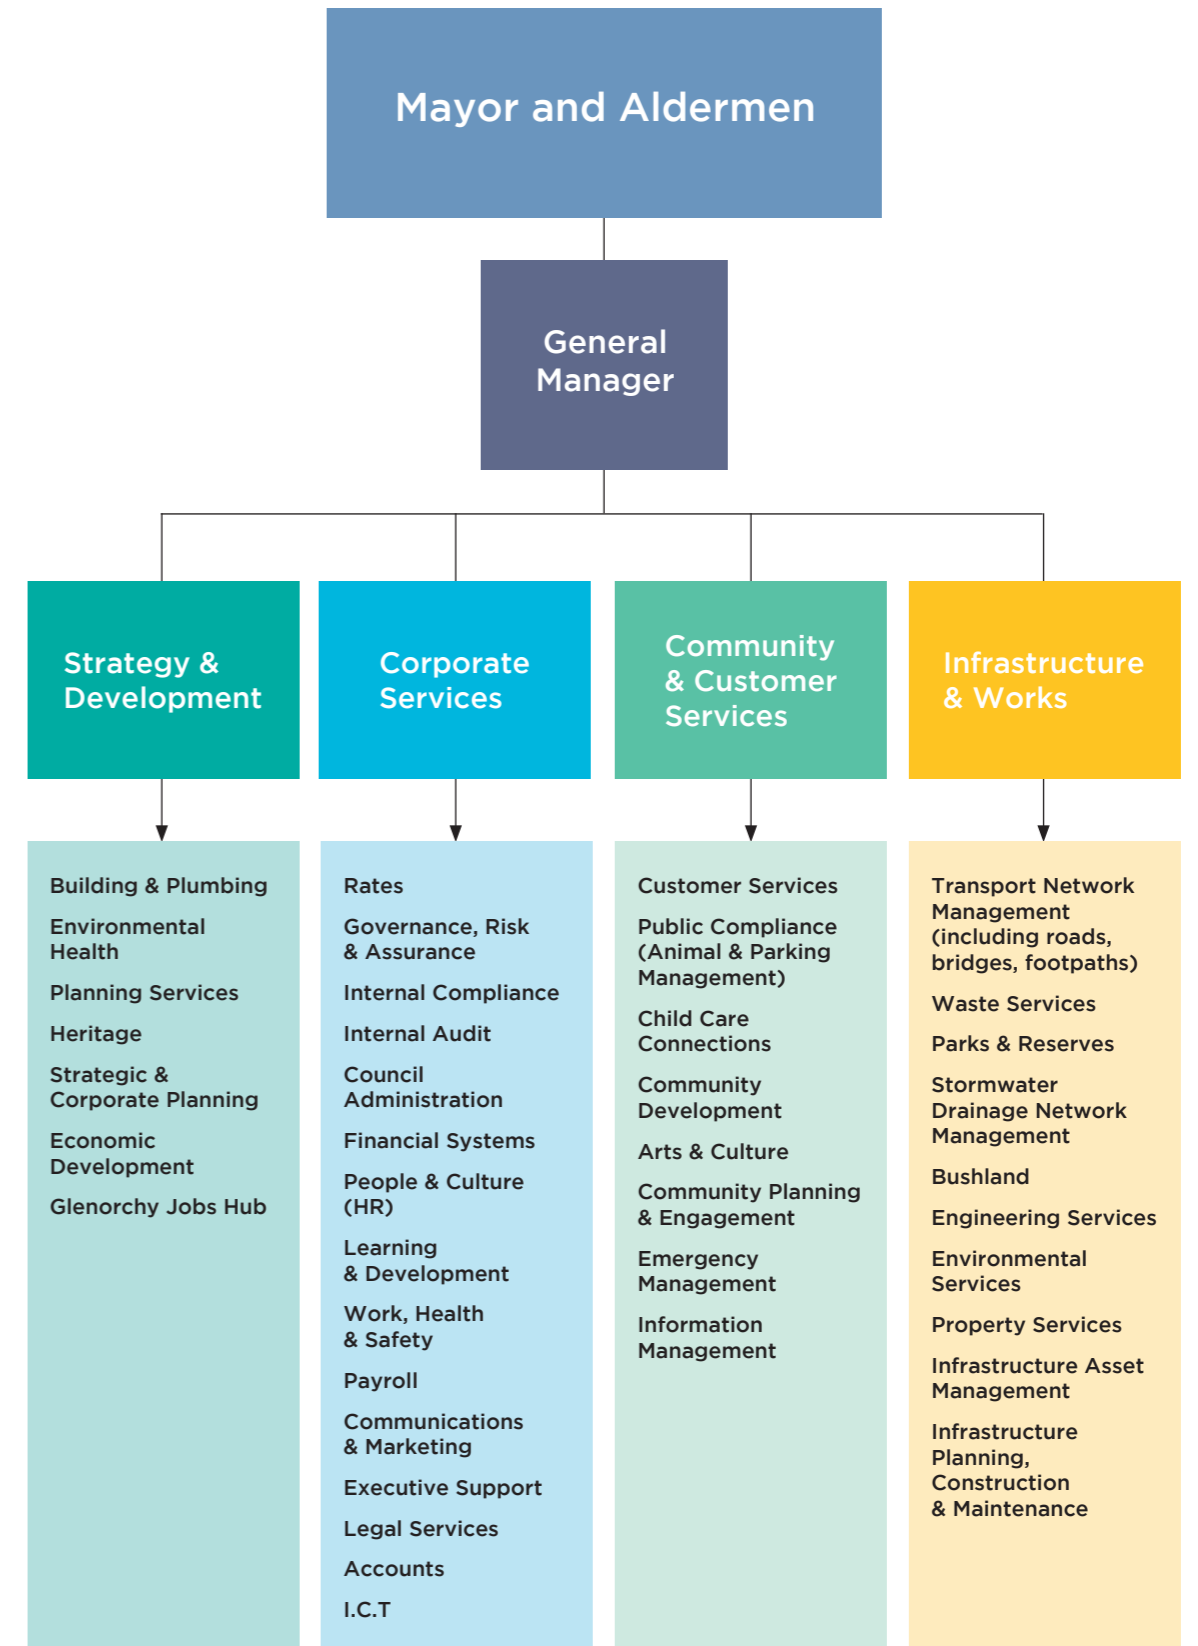 Mayor and Aldermen
General
Manager
Strategy &
Development
Corporate
Services
Community
& Customer
Services
Infrastructure
& Works
Building & Plumbing
Environmental
Health
Planning Services
Heritage
Strategic &
Corporate Planning
Economic
Development
Glenorchy Jobs Hub
Rates
Governance, Risk
& Assurance
Internal Compliance
Internal Audit
Council
Administration
Financial Systems
People & Culture
(HR)
Learning
& Development
Work, Health
& Safety
Payroll
Communications
& Marketing
Executive Support
Legal Services
Accounts
I.C.T
Customer Services
Public Compliance
(Animal & Parking
Management)
Child Care
Connections
Community
Development
Arts & Culture
Community Planning
& Engagement
Emergency
Management
Information
Management
Transport Network
Management
(including roads,
bridges, footpaths)
Waste Services
Parks & Reserves
Stormwater
Drainage Network
Management
Bushland
Engineering Services
Environmental
Services
Property Services
Infrastructure Asset
Management
Infrastructure
Planning,
Construction
& Maintenance